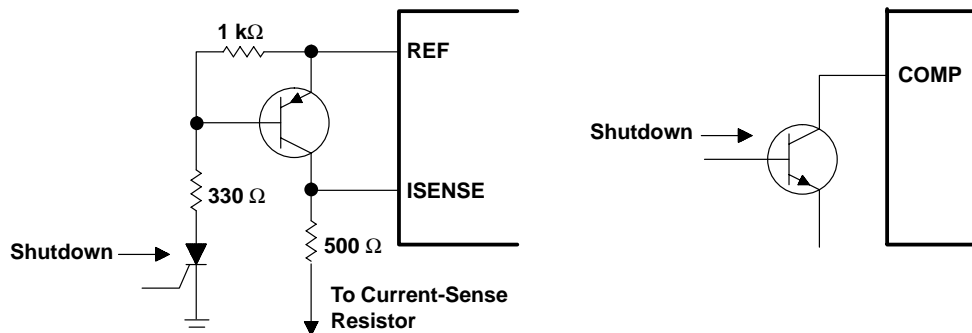 1 kΩ
REF
330 Ω
ISENSE
Shutdown
500 Ω
To Current-Sense
Resistor
COMP
Shutdown